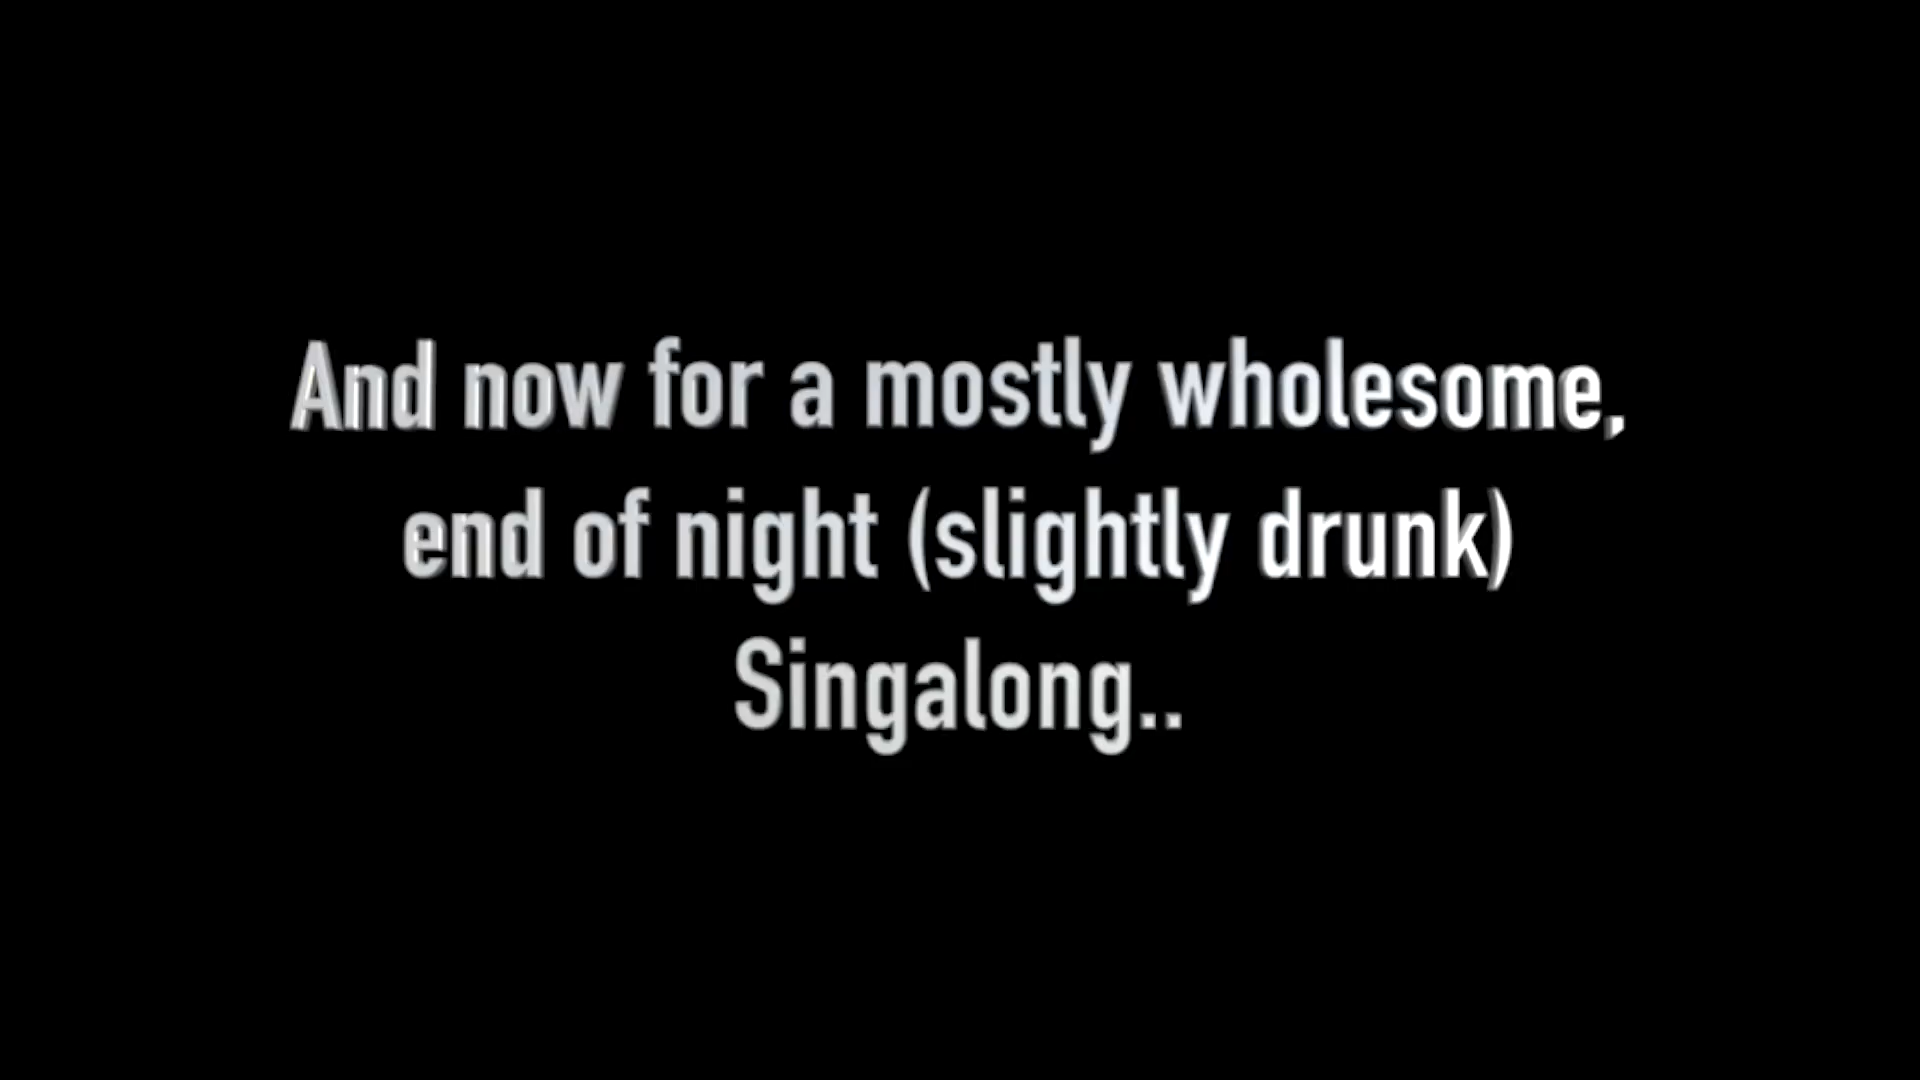 And now for a mostly wholesome,
end of night (slightly drunk)
Singalong..